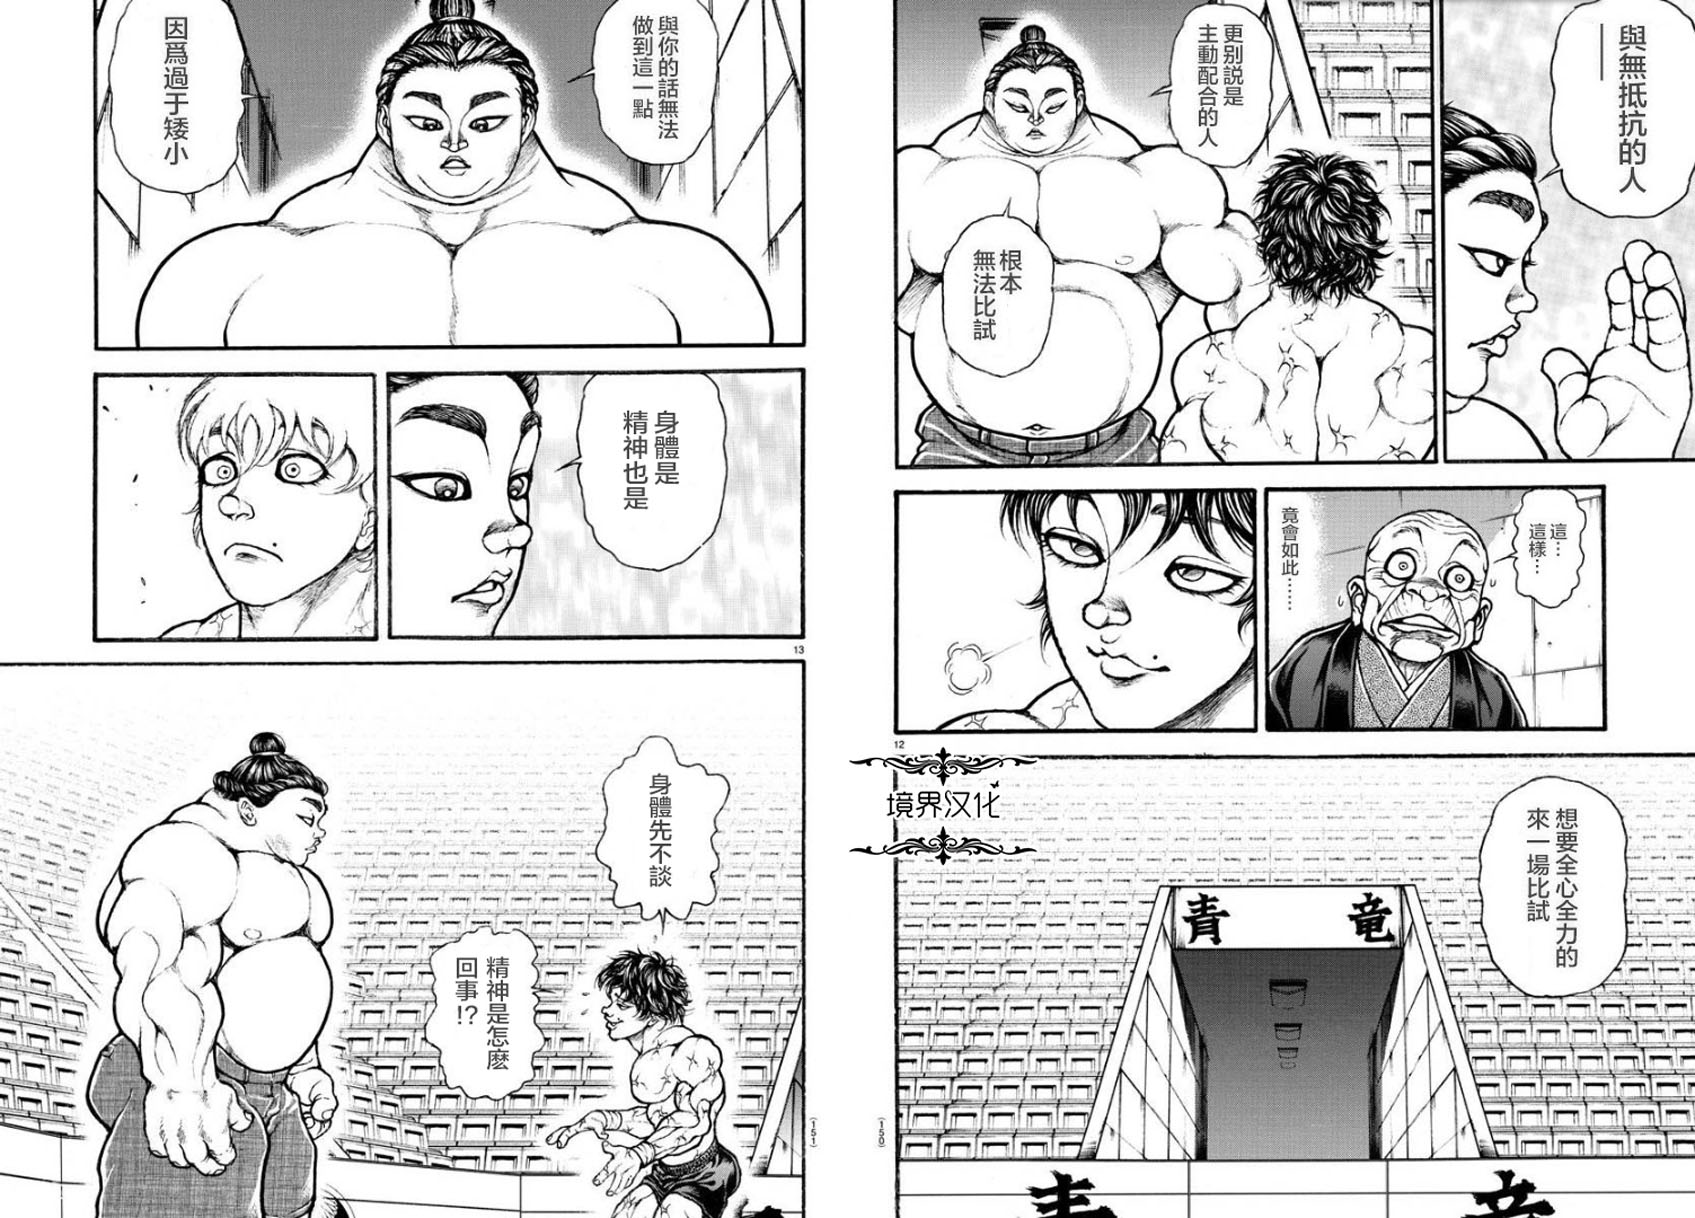 與無抵抗的人
——
更别説是
主動配合的人
根本
無法比試
這…
這樣…
竟會如此………
12
境界汉化
想要全心全力的
來一場比試
青竜
青竜
(150)
與你的話無法
做到這一點
因爲過于矮小
身體是
精神也是
13
身體先不談
精神是怎麽
回事!?
(151)